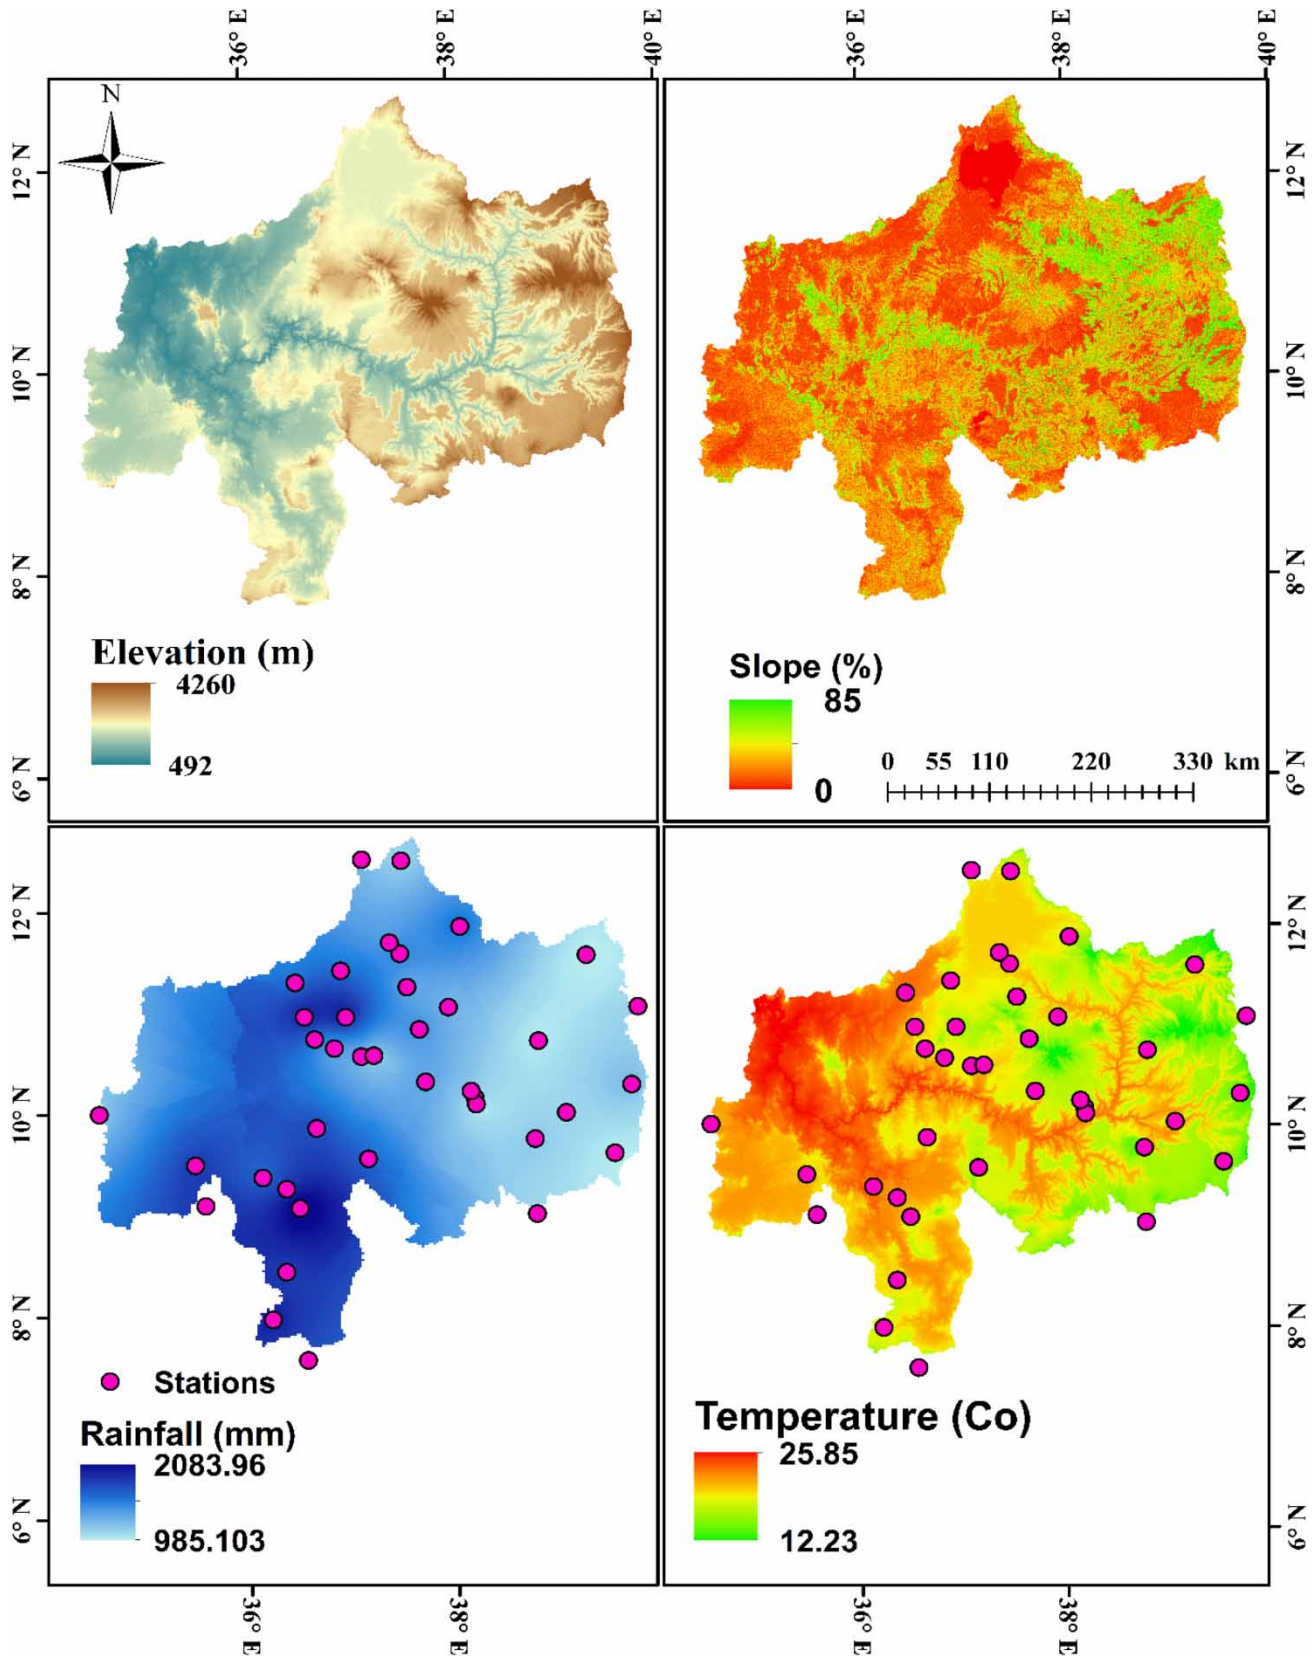 36° E
38° E
40° E
36° E
38° E
40° E
N
12° N
10° N
8° N
6° N
12° N
10° N
8° N
6° N
Elevation (m)
4260
492
Slope (%)
85
0
0 55 110 220 330 km
12° N
10° N
8° N
6° N
12° N
10° N
8° N
6° N
Stations
Rainfall (mm)
2083.96
985.103
Temperature (Co)
25.85
12.23
36° E
38° E
36° E
38° E